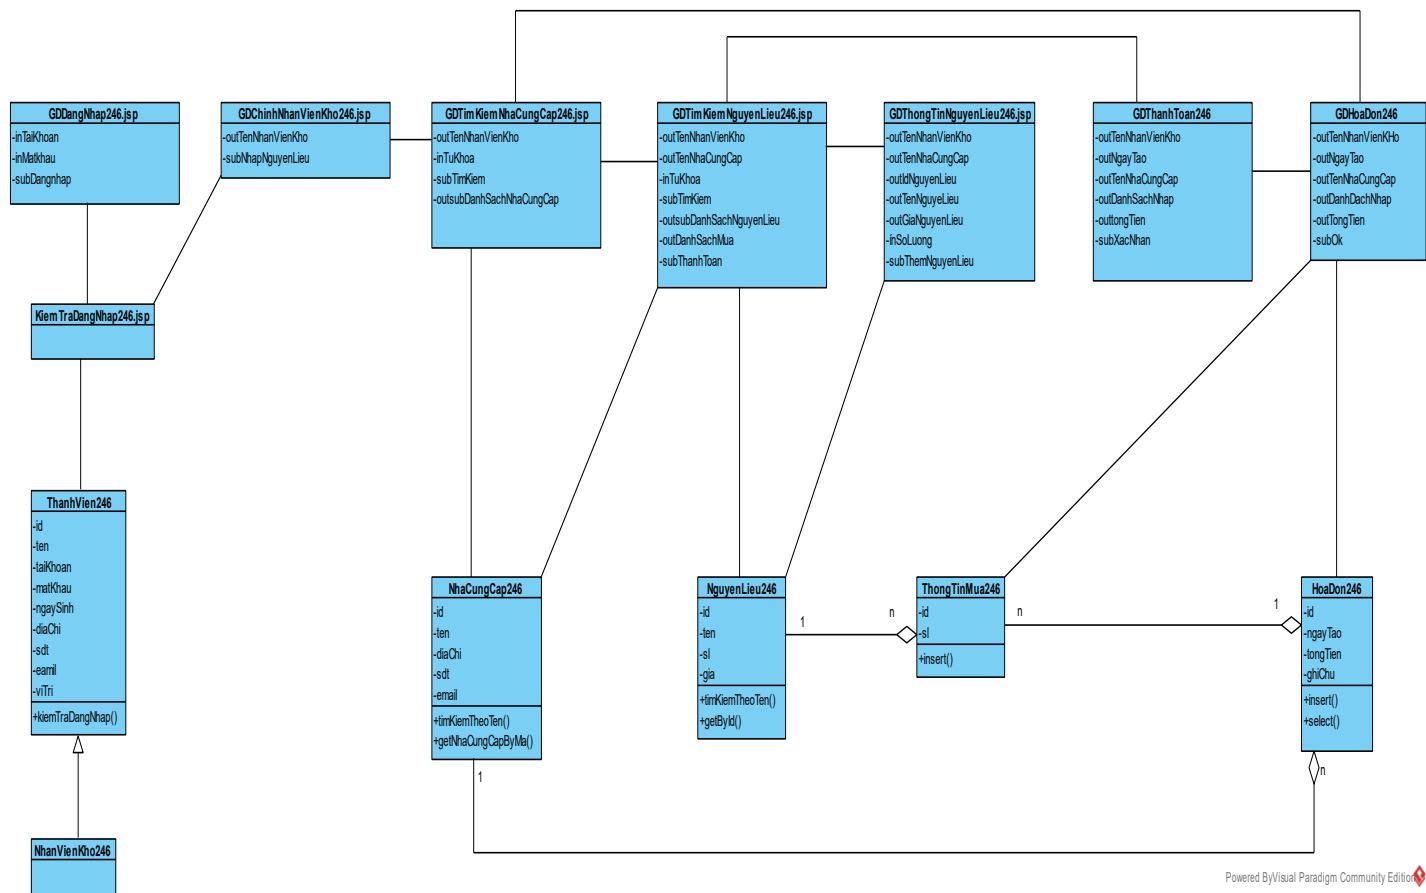 GDDangNhap246.jsp
-inTaiKhoan
-inMatkhau
-subDangnhap
GDChinhNhanVienKho246.jsp
-outTenNhanVienKho
-subNhapNguyenLieu
GDTimKiemNhaCungCap246.jsp
-outTenNhanVienKho
-inTuKhoa
-subTimKiem
-outsubDanhSachNhaCungCap
GDTimKiemNguyenLieu246.jsp
-outTenNhanVienKho
-outTenNhaCungCap
-inTuKhoa
-subTimKiem
-outsubDanhSachNguyenLieu
-outDanhSachMua
-subThanhToan
GDThongTinNguyenLieu246.jsp
-outTenNhanVienKho
-outTenNhaCungCap
-outIdNguyenLieu
-outTenNguyeLieu
-outGiaNguyenLieu
-inSoLuong
-subThemNguyenLieu
GDThanhToan246
-outTenNhanVienKho
-outNgayTao
-outTenNhaCungCap
-outDanhSachNhap
-outtongTien
-subXacNhan
GDHoaDon246
-outTenNhanVienKHo
-outNgayTao
-outTenNhaCungCap
-outDanhDachNhap
-outTongTien
-subOk
KiemTraDangNhap246.jsp
ThanhVien246
-id
-ten
-taiKhoan
-matKhau
-ngaySinh
-diaChi
-sdt
-eamil
-viTri
+kiemTraDangNhap()
NhaCungCap246
-id
-ten
-diaChi
-sdt
-email
+timKiemTheoTen()
+getNhaCungCapByMa()
1
NguyenLieu246
-id
-ten
-sl
-gia
+timKiemTheoTen()
+getById()
1
n
ThongTinMua246
-id
-sl
+insert()
n
1
HoaDon246
-id
-ngayTao
-tongTien
-ghiChu
+insert()
+select()
n
NhanVienKho246
Powered ByVisual Paradigm Community Edition